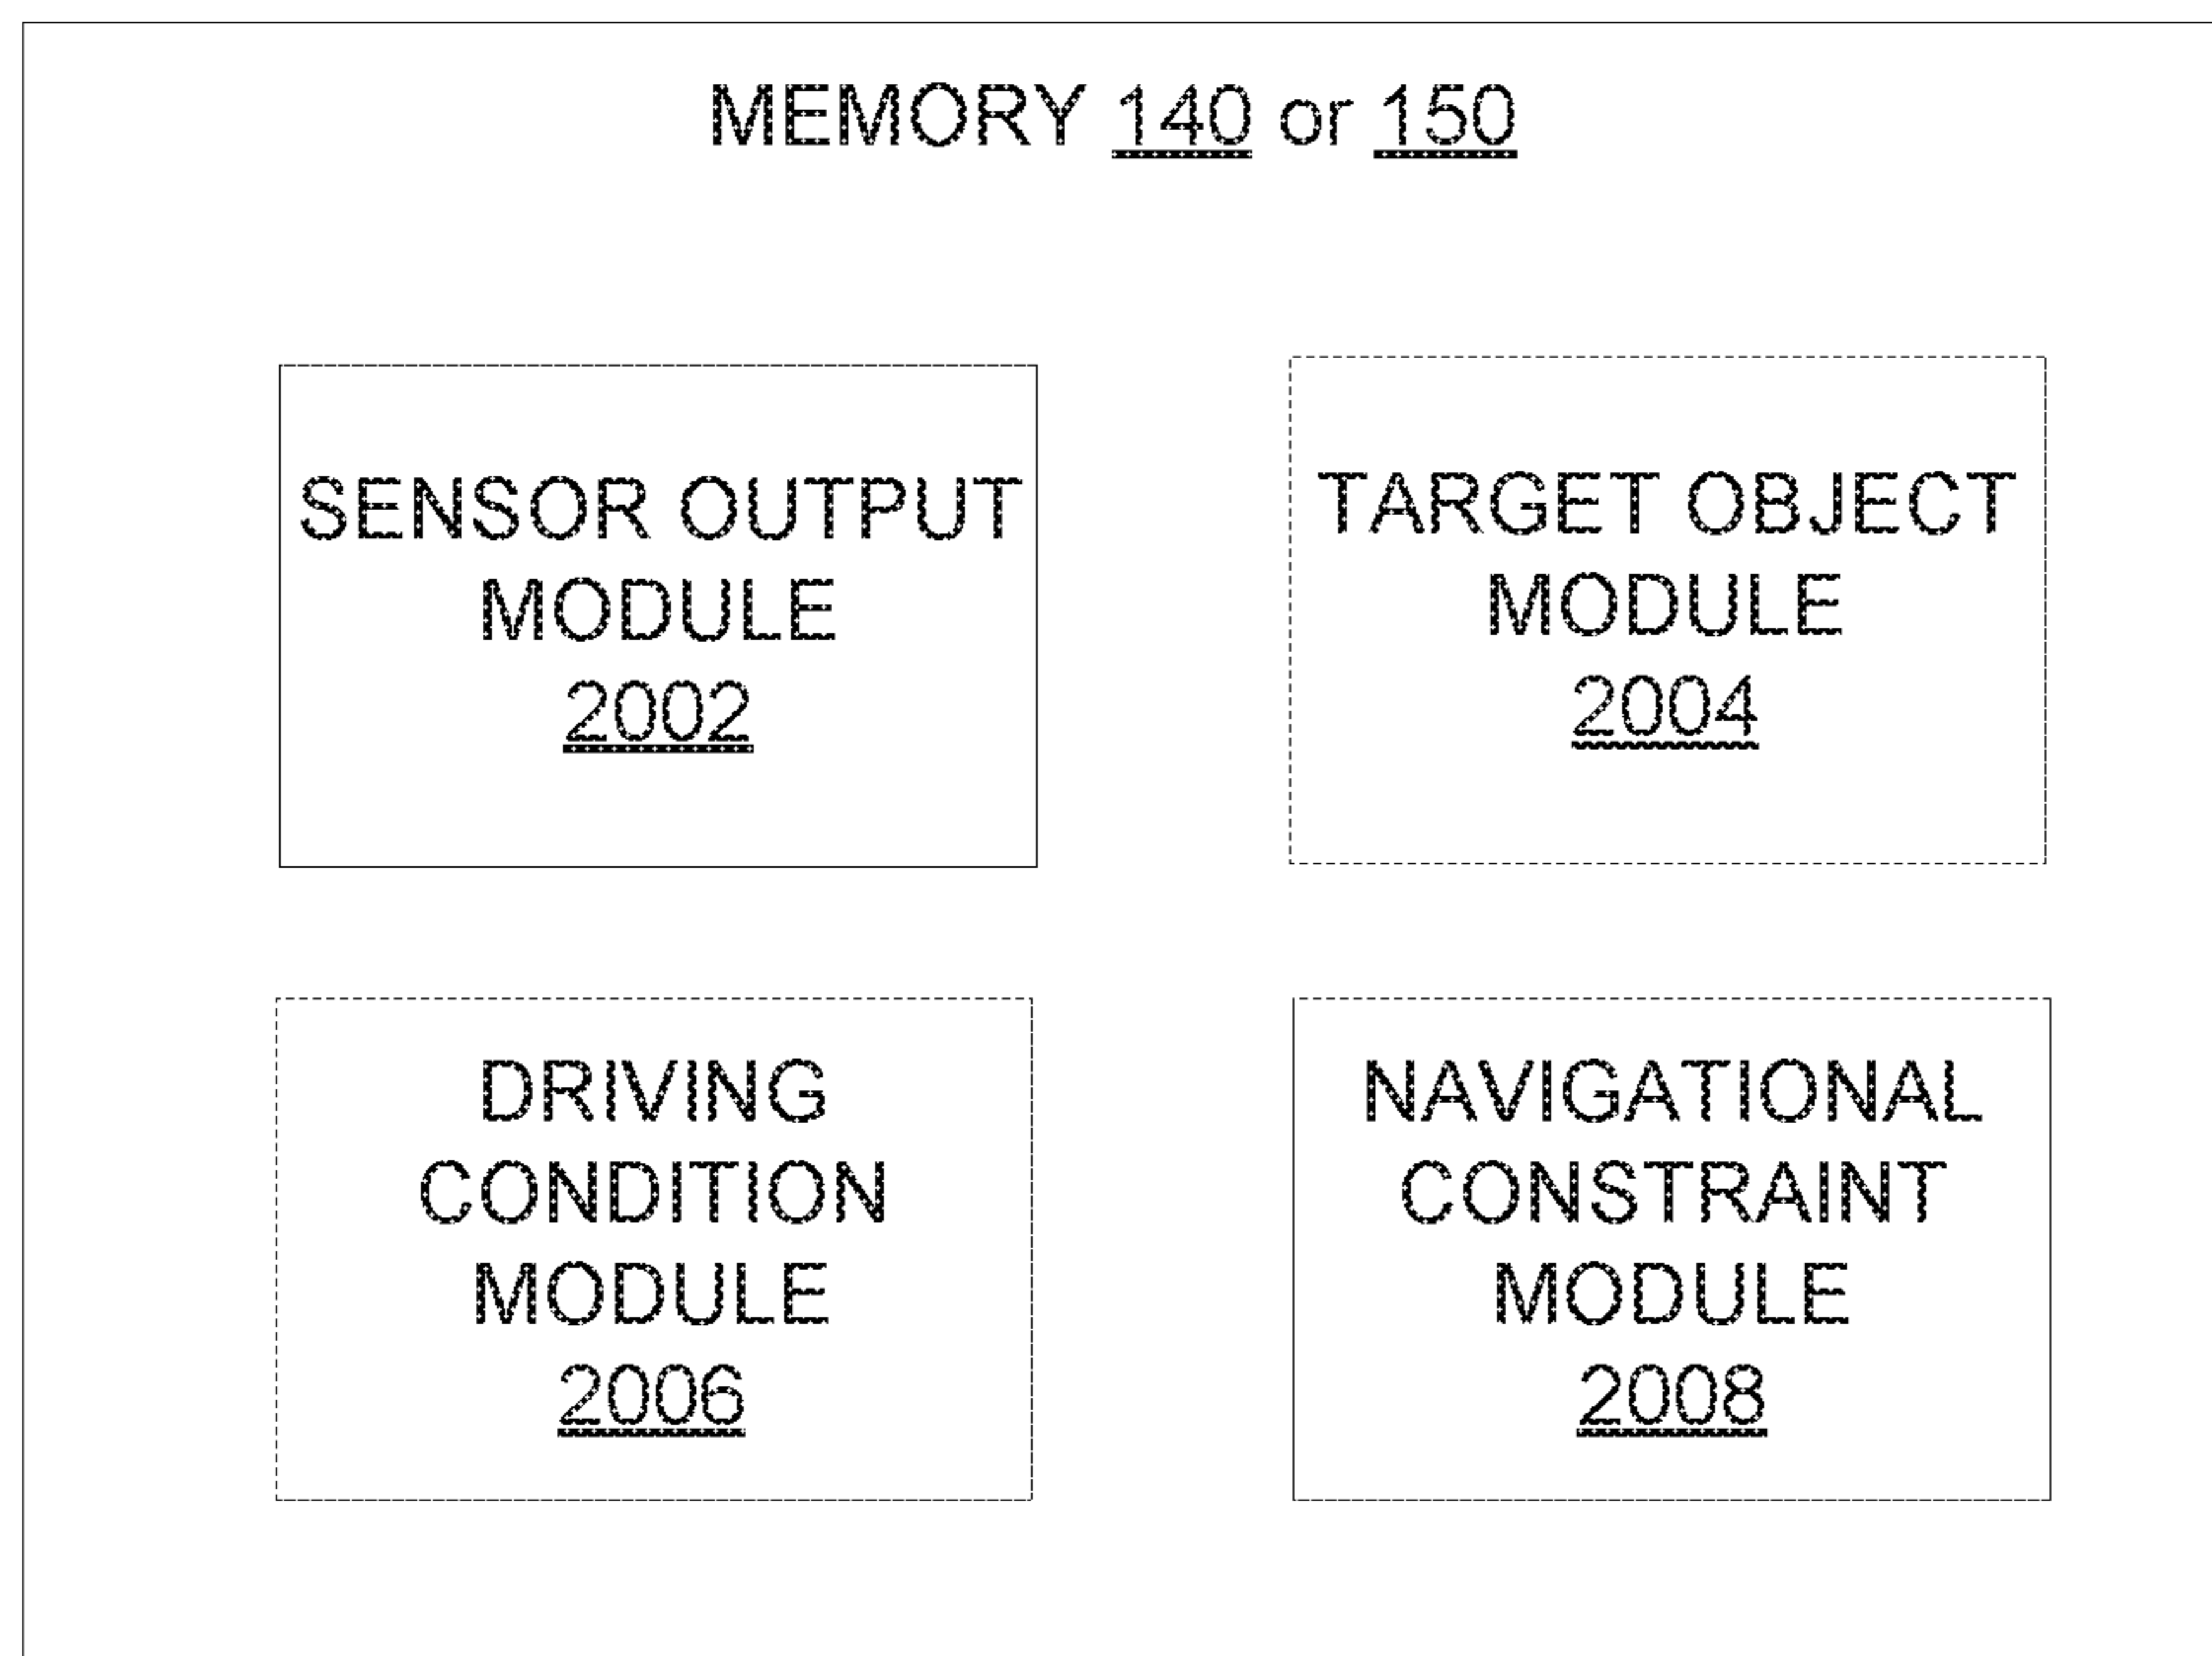 MEMORY 140 or 150
SENSOR OUTPUT
MODULE
2002
TARGET OBJECT
MODULE
2004
DRIVING
CONDITION
MODULE
2006
NAVIGATIONAL
CONSTRAINT
MODULE
2008